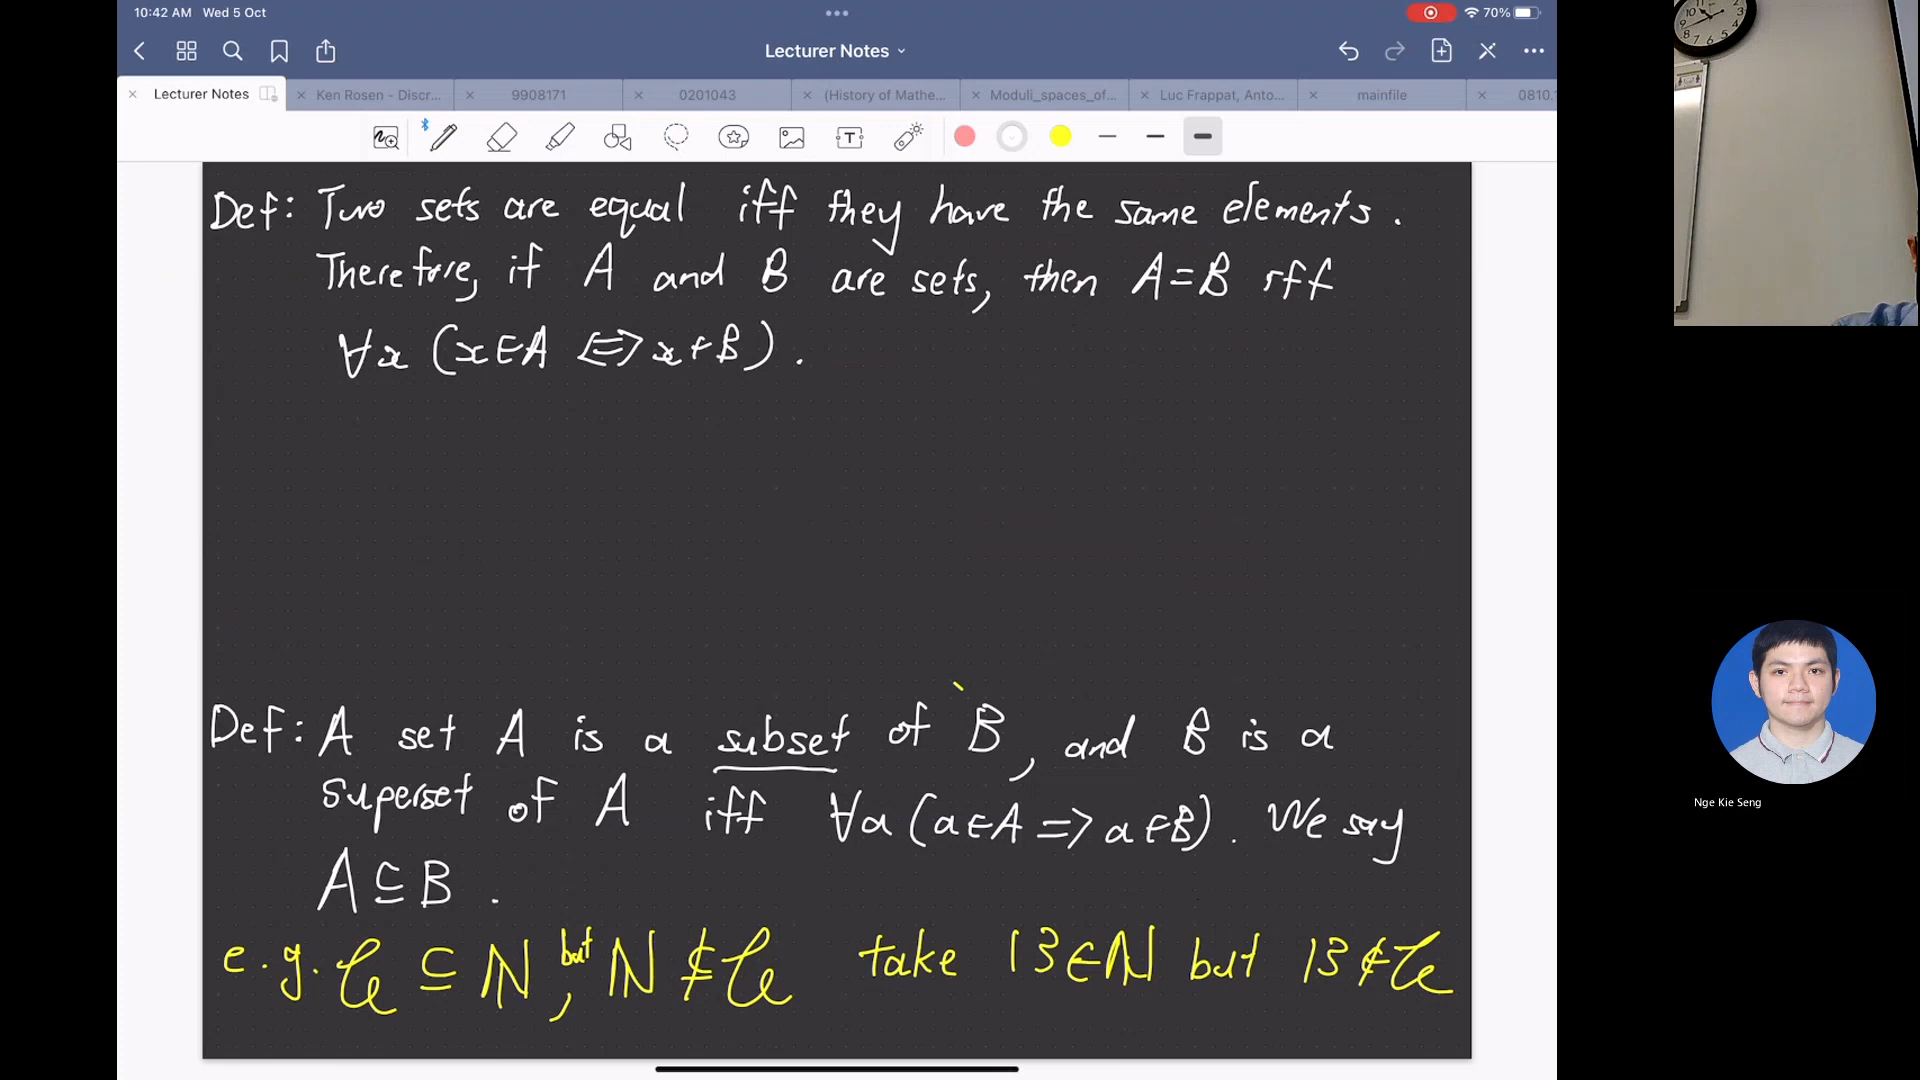 10:42 AM Wed 5 Oct
70%
Lecturer Notes
Lecturer Notes
Ken Rosen - Discr...
9908171
0201043
(History of Mathe...
Moduli_spaces_of...
Luc Frappat, Anto...
mainfile
0810.
Def: Two sets are equal iff they have the same elements.
Therefore, if A and B are sets, then A=B iff
∀x (x∈A ⟺ x∈B).
Def: A set A is a subset of B, and B is a
superset of A iff ∀a (a∈A ⟹ a∈B). We say
A ⊆ B.
e.g. 𝒞 ⊆ ℕ, but ℕ ⊈ 𝒞 take 13∈ℕ but 13∉𝒞
Nge Kie Seng